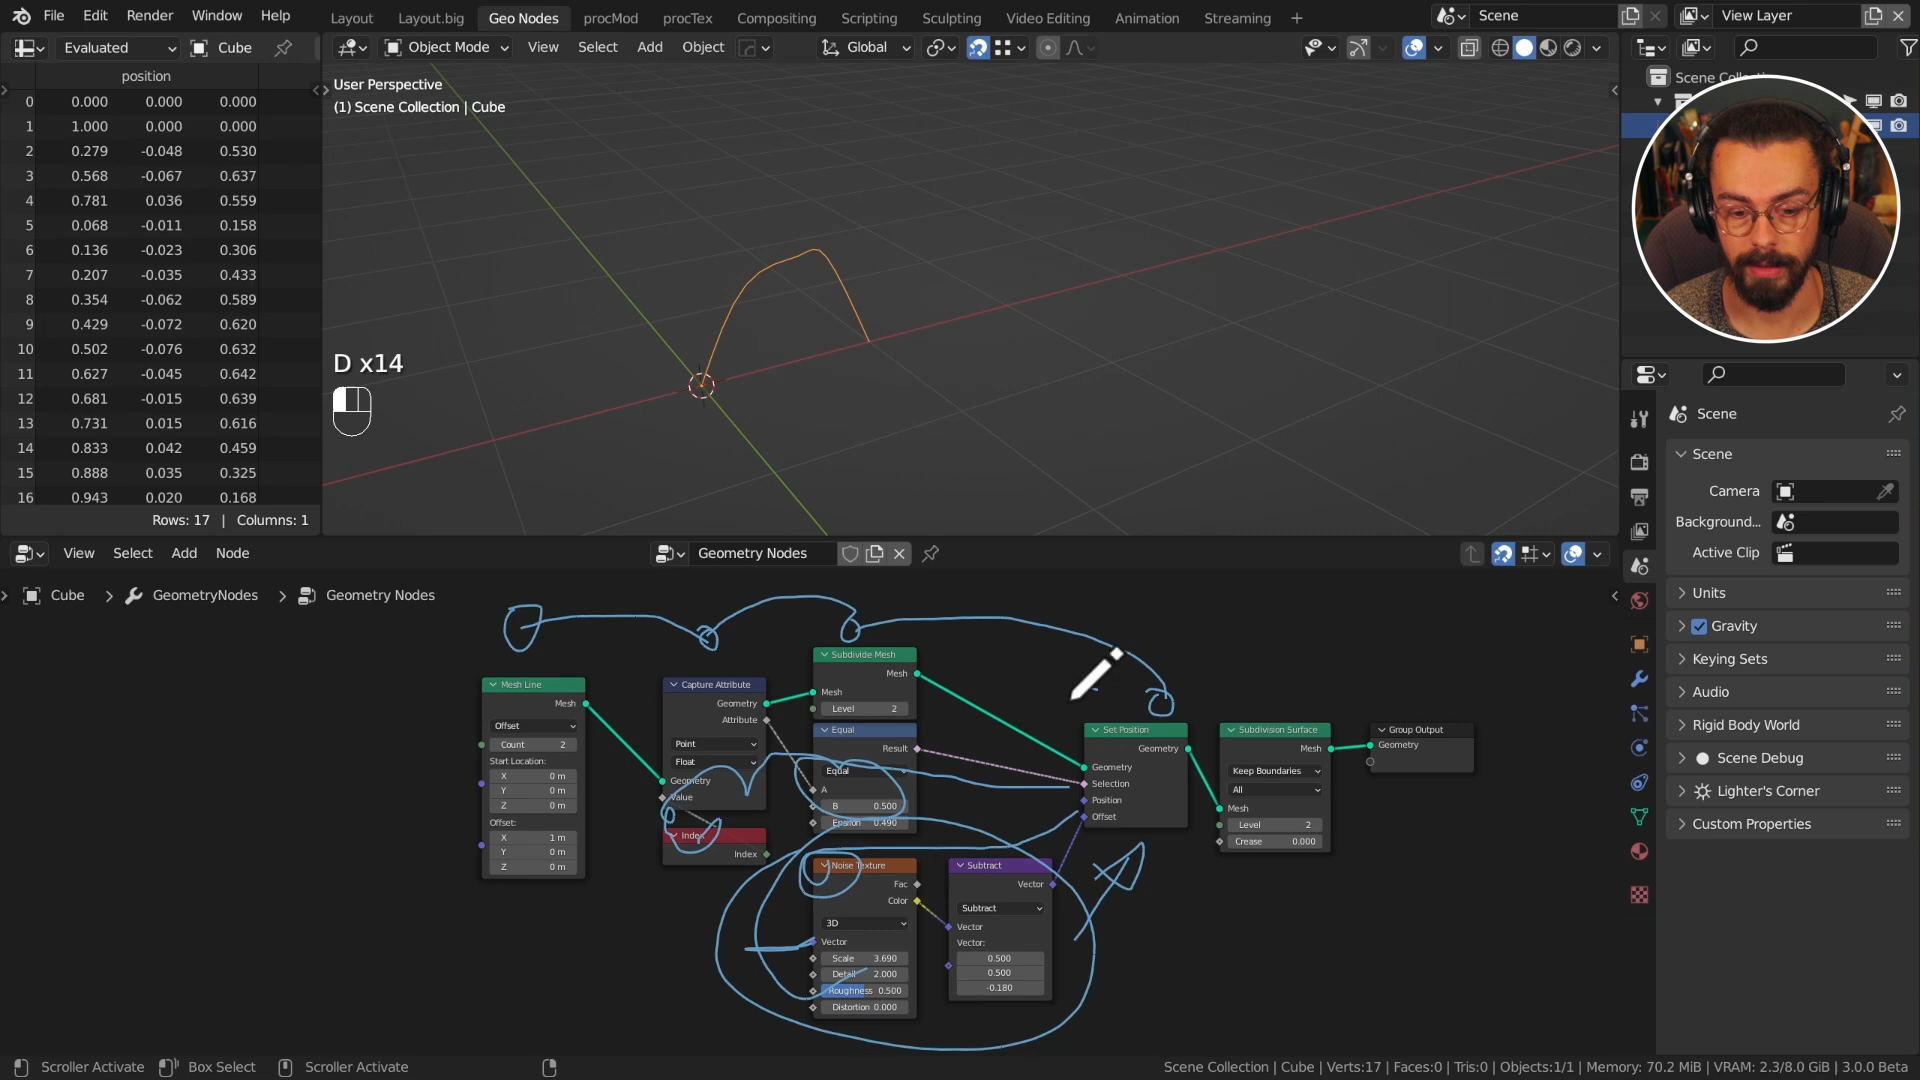 File Edit Render Window Help
Layout Layout.big Geo Nodes procMod procTex Compositing Scripting Sculpting Video Editing Animation Streaming +
Scene
View Layer
Evaluated Cube
Object Mode View Select Add Object Global
position
0 0.000 0.000 0.000
1 1.000 0.000 0.000
2 0.279 -0.048 0.530
3 0.568 -0.067 0.637
4 0.781 0.036 0.559
5 0.068 -0.011 0.158
6 0.136 -0.023 0.306
7 0.207 -0.035 0.433
8 0.354 -0.062 0.589
9 0.429 -0.072 0.620
10 0.502 -0.076 0.632
11 0.627 -0.045 0.642
12 0.681 -0.015 0.639
13 0.731 0.015 0.616
14 0.833 0.042 0.459
15 0.888 0.035 0.325
16 0.943 0.020 0.168
Rows: 17 | Columns: 1
User Perspective
(1) Scene Collection | Cube
D x14
Scene
Scene
Scene
Camera
Background...
Active Clip
Units
Gravity
Keying Sets
Audio
Rigid Body World
Scene Debug
Lighter's Corner
Custom Properties
View Select Add Node
Geometry Nodes
Cube > GeometryNodes > Geometry Nodes
Mesh Line
Mesh
Offset
Count 2
Start Location:
X 0 m
Y 0 m
Z 0 m
Offset:
X 1 m
Y 0 m
Z 0 m
Capture Attribute
Geometry
Attribute
Point
Float
Geometry
Value
Index
Index
Subdivide Mesh
Mesh
Mesh
Level 2
Equal
Result
Equal
A
B 0.500
Epsilon 0.490
Noise Texture
Fac
Color
3D
Vector
Scale 3.690
Detail 2.000
Roughness 0.500
Distortion 0.000
Subtract
Vector
Subtract
Vector
Vector:
0.500
0.500
-0.180
Set Position
Geometry
Geometry
Selection
Position
Offset
Subdivision Surface
Mesh
Keep Boundaries
All
Mesh
Level 2
Crease 0.000
Group Output
Geometry
Scroller Activate Box Select Scroller Activate
Scene Collection | Cube | Verts:17 | Faces:0 | Tris:0 | Objects:1/1 | Memory: 70.2 MiB | VRAM: 2.3/8.0 GiB | 3.0.0 Beta